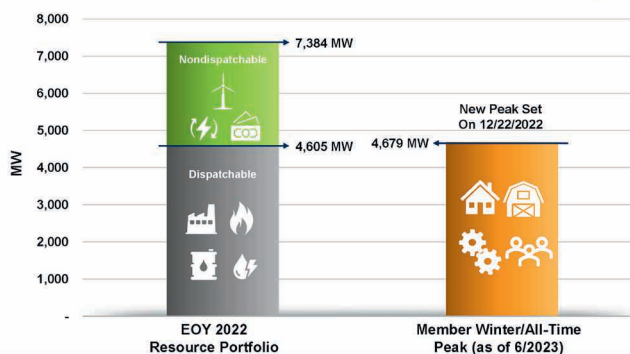 8,000
7,000
6,000
5,000
4,000
3,000
2,000
1,000
-
MW
7,384 MW
Nondispatchable
4,605 MW
Dispatchable
New Peak Set
On 12/22/2022
4,679 MW
EOY 2022
Resource Portfolio
Member Winter/All-Time
Peak (as of 6/2023)